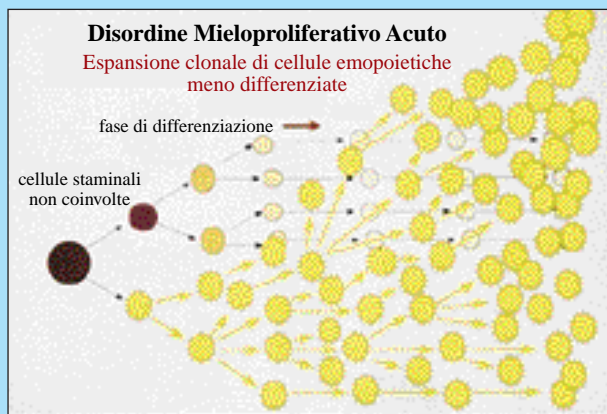 Disordine Mieloproliferativo Acuto
Espansione clonale di cellule emopoietiche
meno differenziate
fase di differenziazione
cellule staminali
non coinvolte